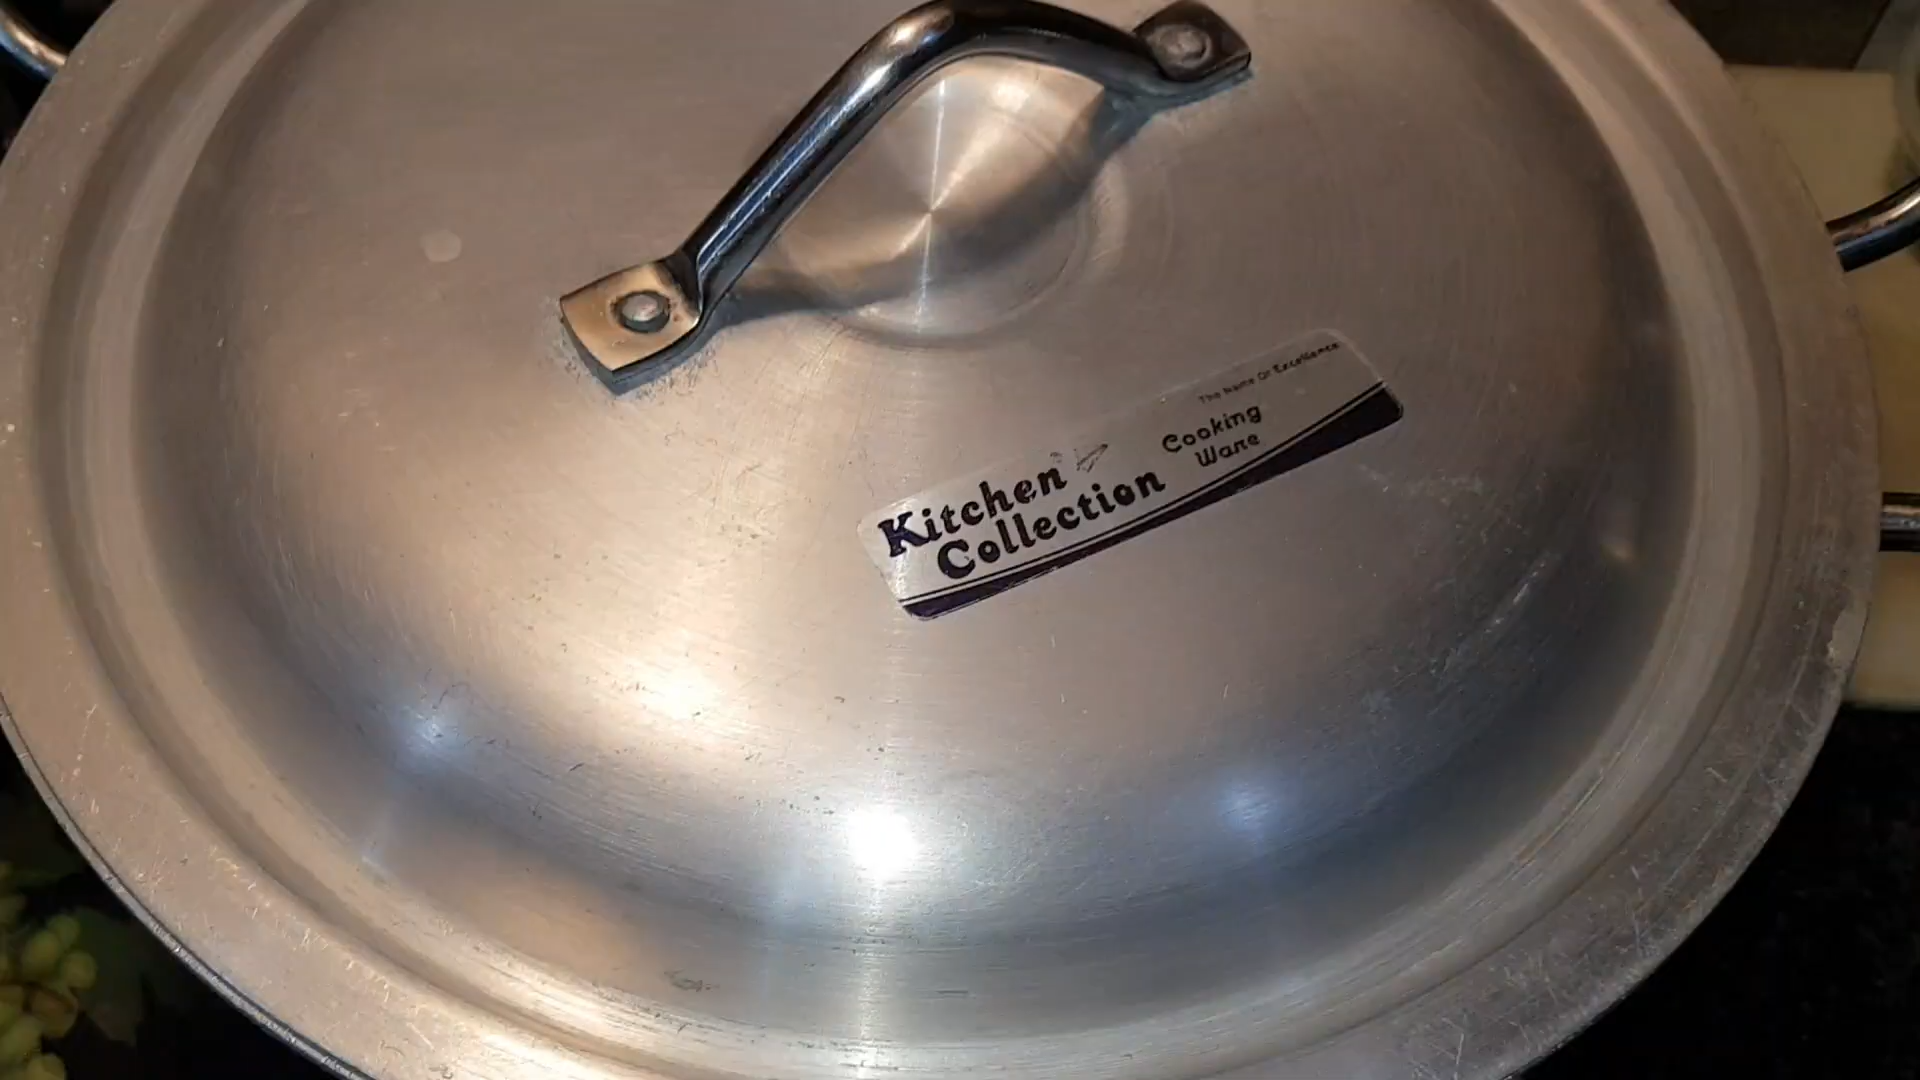 The Name Of Excellence
Kitchen
Collection
Cooking
Ware